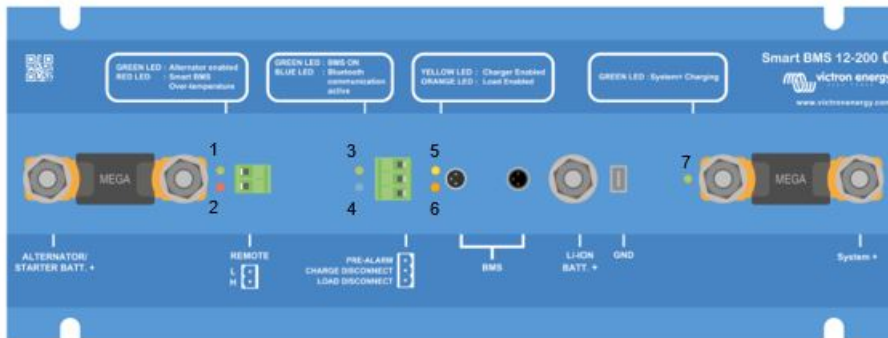 GREEN LED : Alternator enabled
RED LED : Smart BMS
Over-temperature
GREEN LED : BMS ON
BLUE LED : Bluetooth
communication
active
YELLOW LED : Charger Enabled
ORANGE LED : Load Enabled
GREEN LED :System+ Charging
Smart BMS 12-200
victron energy
www.victronenergy.com
1
2
3
4
5
6
7
MEGA
MEGA
ALTERNATOR/
STARTER BATT. +
REMOTE
L
H
PRE-ALARM
CHARGE DISCONNECT
LOAD DISCONNECT
BMS
Li-ION
BATT. +
GND
System +